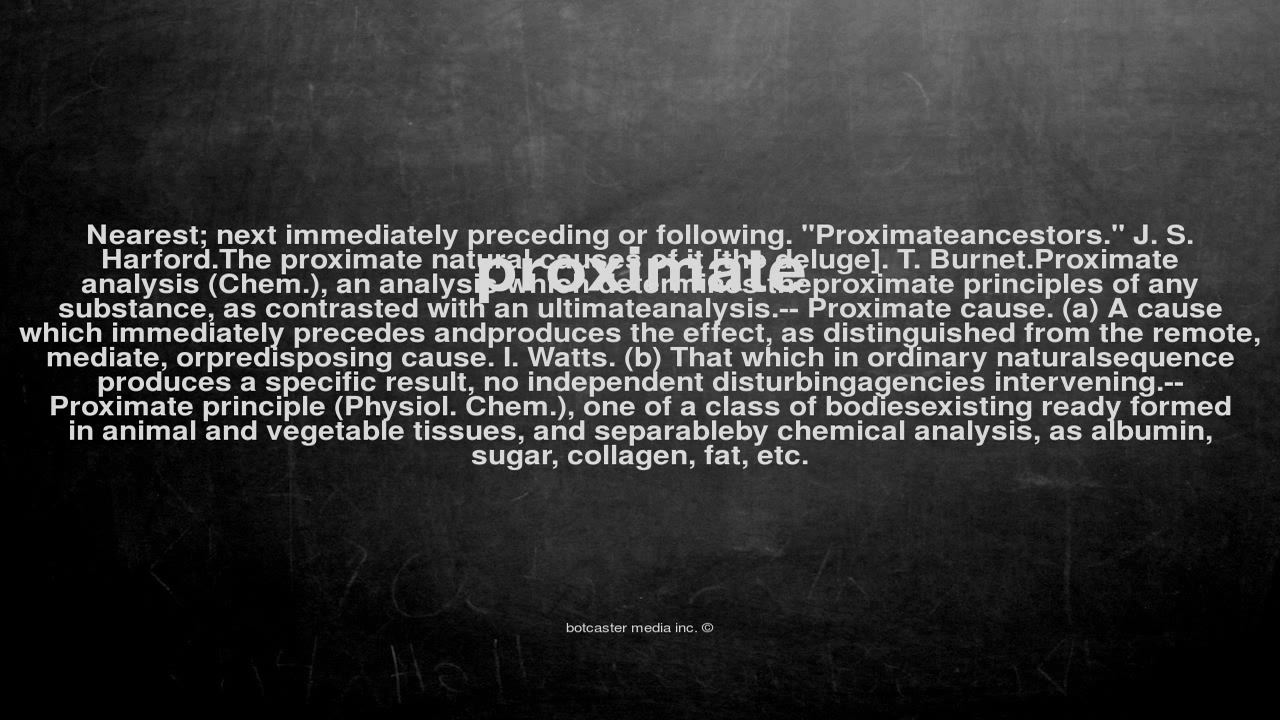 Nearest; next immediately preceding or following. "Proximateancestors." J. S.
Harford.The proximate natural causes of it [the deluge]. T. Burnet.Proximate
proximate
analysis (Chem.), an analysis which determines theproximate principles of any
substance, as contrasted with an ultimateanalysis.-- Proximate cause. (a) A cause
which immediately precedes andproduces the effect, as distinguished from the remote,
mediate, orpredisposing cause. I. Watts. (b) That which in ordinary naturalsequence
produces a specific result, no independent disturbingagencies intervening.--
Proximate principle (Physiol. Chem.), one of a class of bodiesexisting ready formed
in animal and vegetable tissues, and separableby chemical analysis, as albumin,
sugar, collagen, fat, etc.
botcaster media inc. ©